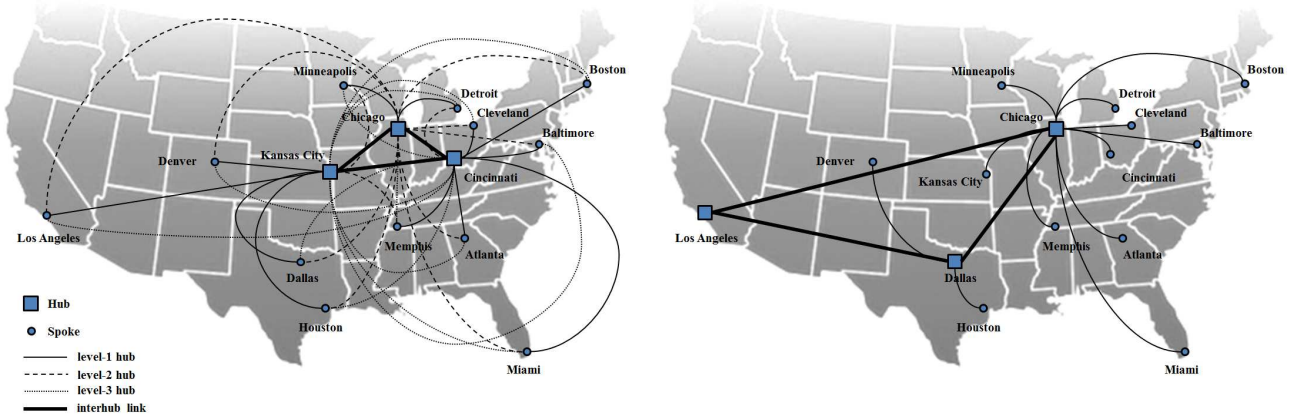 Minneapolis
Boston
Detroit
Chicago
Cleveland
Baltimore
Denver
Kansas City
Cincinnati
Los Angeles
Memphis
Atlanta
Dallas
Houston
Miami
Hub
Spoke
level-1 hub
level-2 hub
level-3 hub
interhub link
Minneapolis
Boston
Detroit
Chicago
Cleveland
Baltimore
Denver
Kansas City
Cincinnati
Los Angeles
Memphis
Atlanta
Dallas
Houston
Miami